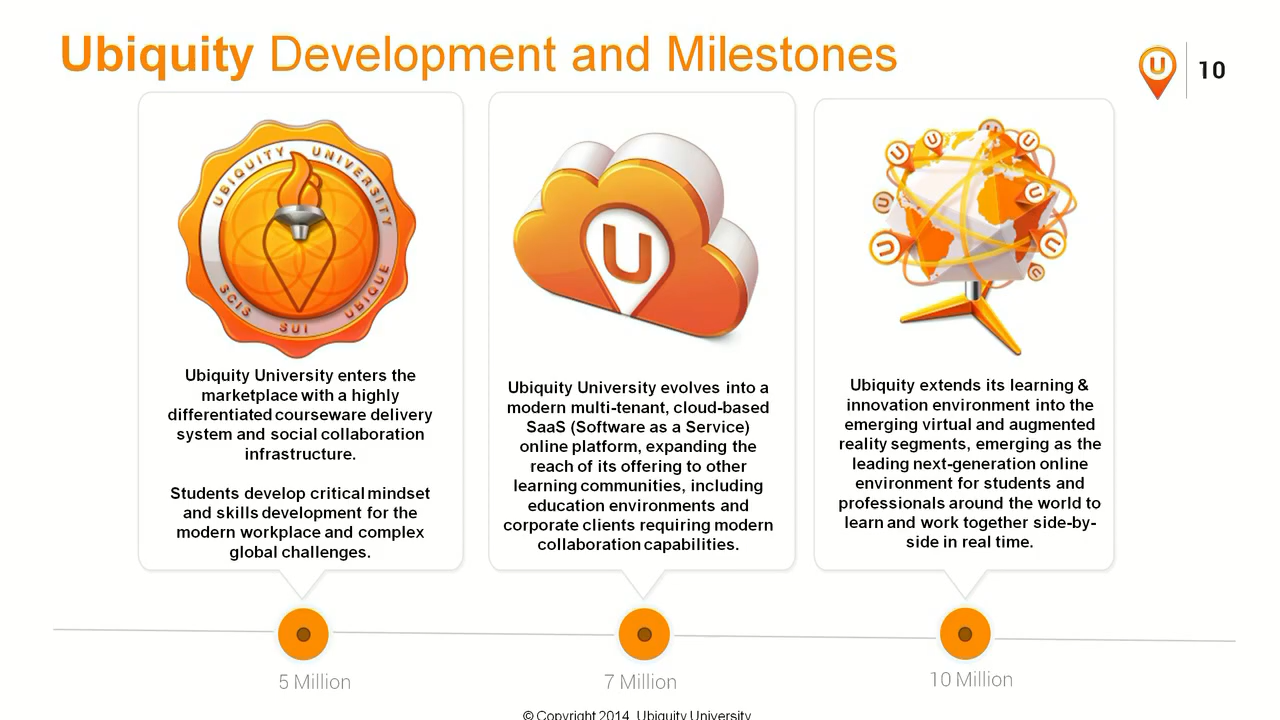 Ubiquity Development and Milestones
U
10
UBIQUITY UNIVERSITY
SCIS SUI UBIQUE
U
U U U U
U U
U U U
Ubiquity University enters the
marketplace with a highly
differentiated courseware delivery
system and social collaboration
infrastructure.
Students develop critical mindset
and skills development for the
modern workplace and complex
global challenges.
Ubiquity University evolves into a
modern multi-tenant, cloud-based
SaaS (Software as a Service)
online platform, expanding the
reach of its offering to other
learning communities, including
education environments and
corporate clients requiring modern
collaboration capabilities.
Ubiquity extends its learning &
innovation environment into the
emerging virtual and augmented
reality segments, emerging as the
leading next-generation online
environment for students and
professionals around the world to
learn and work together side-by-
side in real time.
5 Million
7 Million
10 Million
© Copyright 2014 Ubiquity University